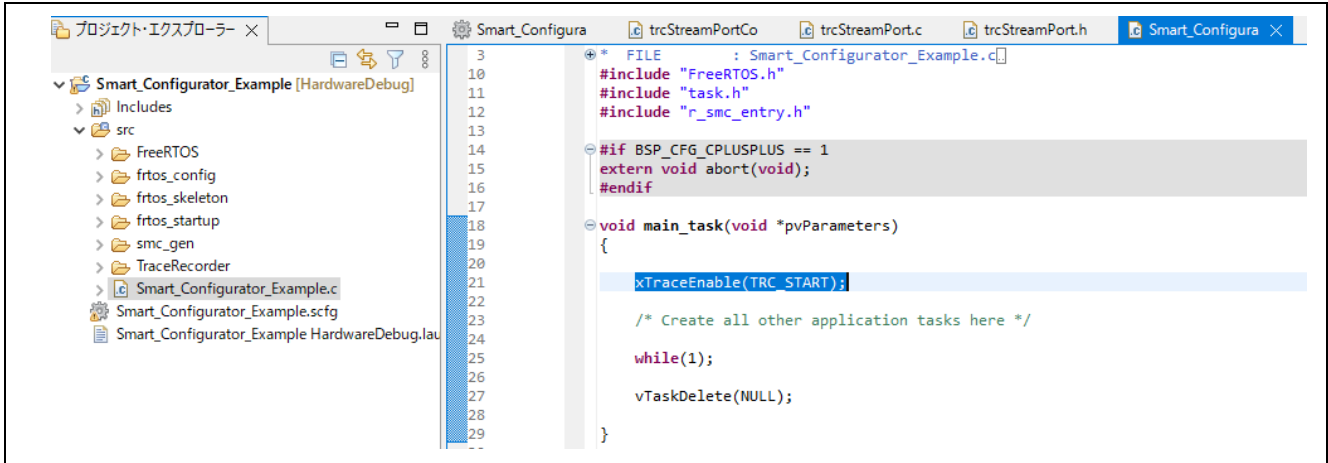 プロジェクト・エクスプローラー
Smart_Configurator_Example [HardwareDebug]
Includes
src
FreeRTOS
frtos_config
frtos_skeleton
frtos_startup
smc_gen
TraceRecorder
Smart_Configurator_Example.c
Smart_Configurator_Example.scfg
Smart_Configurator_Example HardwareDebug.lau
Smart_Configura trcStreamPortCo trcStreamPort.c trcStreamPort.h Smart_Configura
3 * FILE : Smart_Configurator_Example.c
10 #include "FreeRTOS.h"
11 #include "task.h"
12 #include "r_smc_entry.h"
13
14 #if BSP_CFG_CPLUSPLUS == 1
15 extern void abort(void);
16 #endif
17
18 void main_task(void *pvParameters)
19 {
20
21 xTraceEnable(TRC_START);
22
23 /* Create all other application tasks here */
24
25 while(1);
26
27 vTaskDelete(NULL);
28
29 }